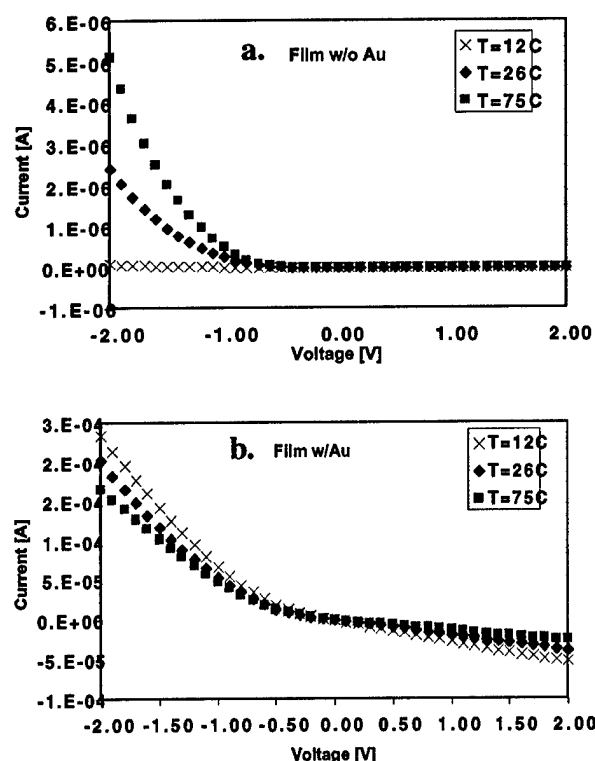 6.E-06
a. Film w/o Au
T=12C
T=26C
T=75C
5.E-06
4.E-06
3.E-06
2.E-06
1.E-06
0.E+00
-1.E-06
Current [A]
-2.00 -1.00 0.00 1.00 2.00
Voltage [V]
3.E-04
b. Film w/Au
T=12C
T=26C
T=75C
2.E-04
2.E-04
1.E-04
5.E-05
0.E+00
-5.E-05
-1.E-04
Current [A]
-2.00 -1.50 -1.00 -0.50 0.00 0.50 1.00 1.50 2.00
Voltage [V]